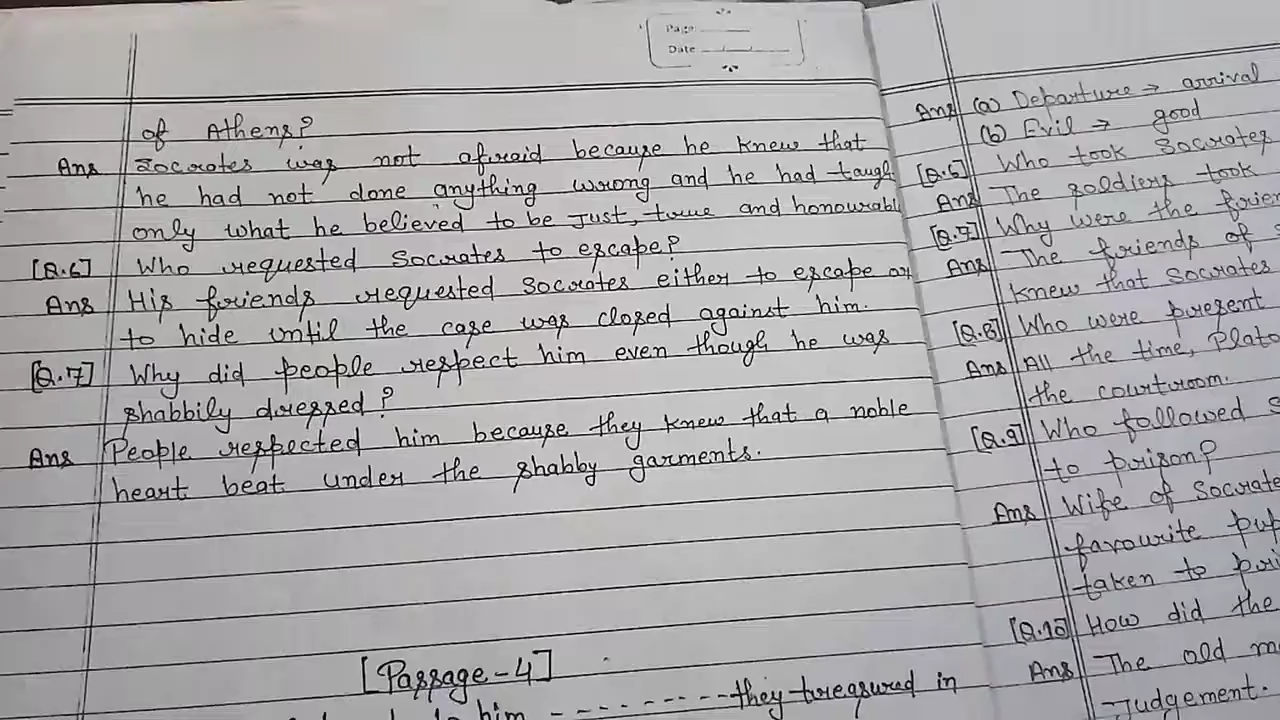 Page
Date
of Athens?
Ans Socrates was not afraid because he knew that
he had not done anything wrong and he had taugh
only what he believed to be just, true and honourabl
[Q.6] Who requested Socrates to escape?
Ans His friends requested Socrates either to escape or
to hide until the case was closed against him.
[Q.7] Why did people respect him even though he was
shabbily dressed?
Ans People respected him because they knew that a noble
heart beat under the shabby garments.
[Passage-4]
him - - - - - - - - they treasured in
Ans (a) Departure → arrival
(b) Evil → good
[Q.6] Who took Socrates
Ans The soldiers took
[Q.7] Why were the frien
Ans The friends of
knew that Socrates
[Q.8] Who were present
Ans All the time, Plato
the courtroom.
[Q.9] Who followed S
to prison?
Ans Wife of Socrate
favourite pup
taken to pri
[Q.10] How did the
Ans The old m
Judgement.